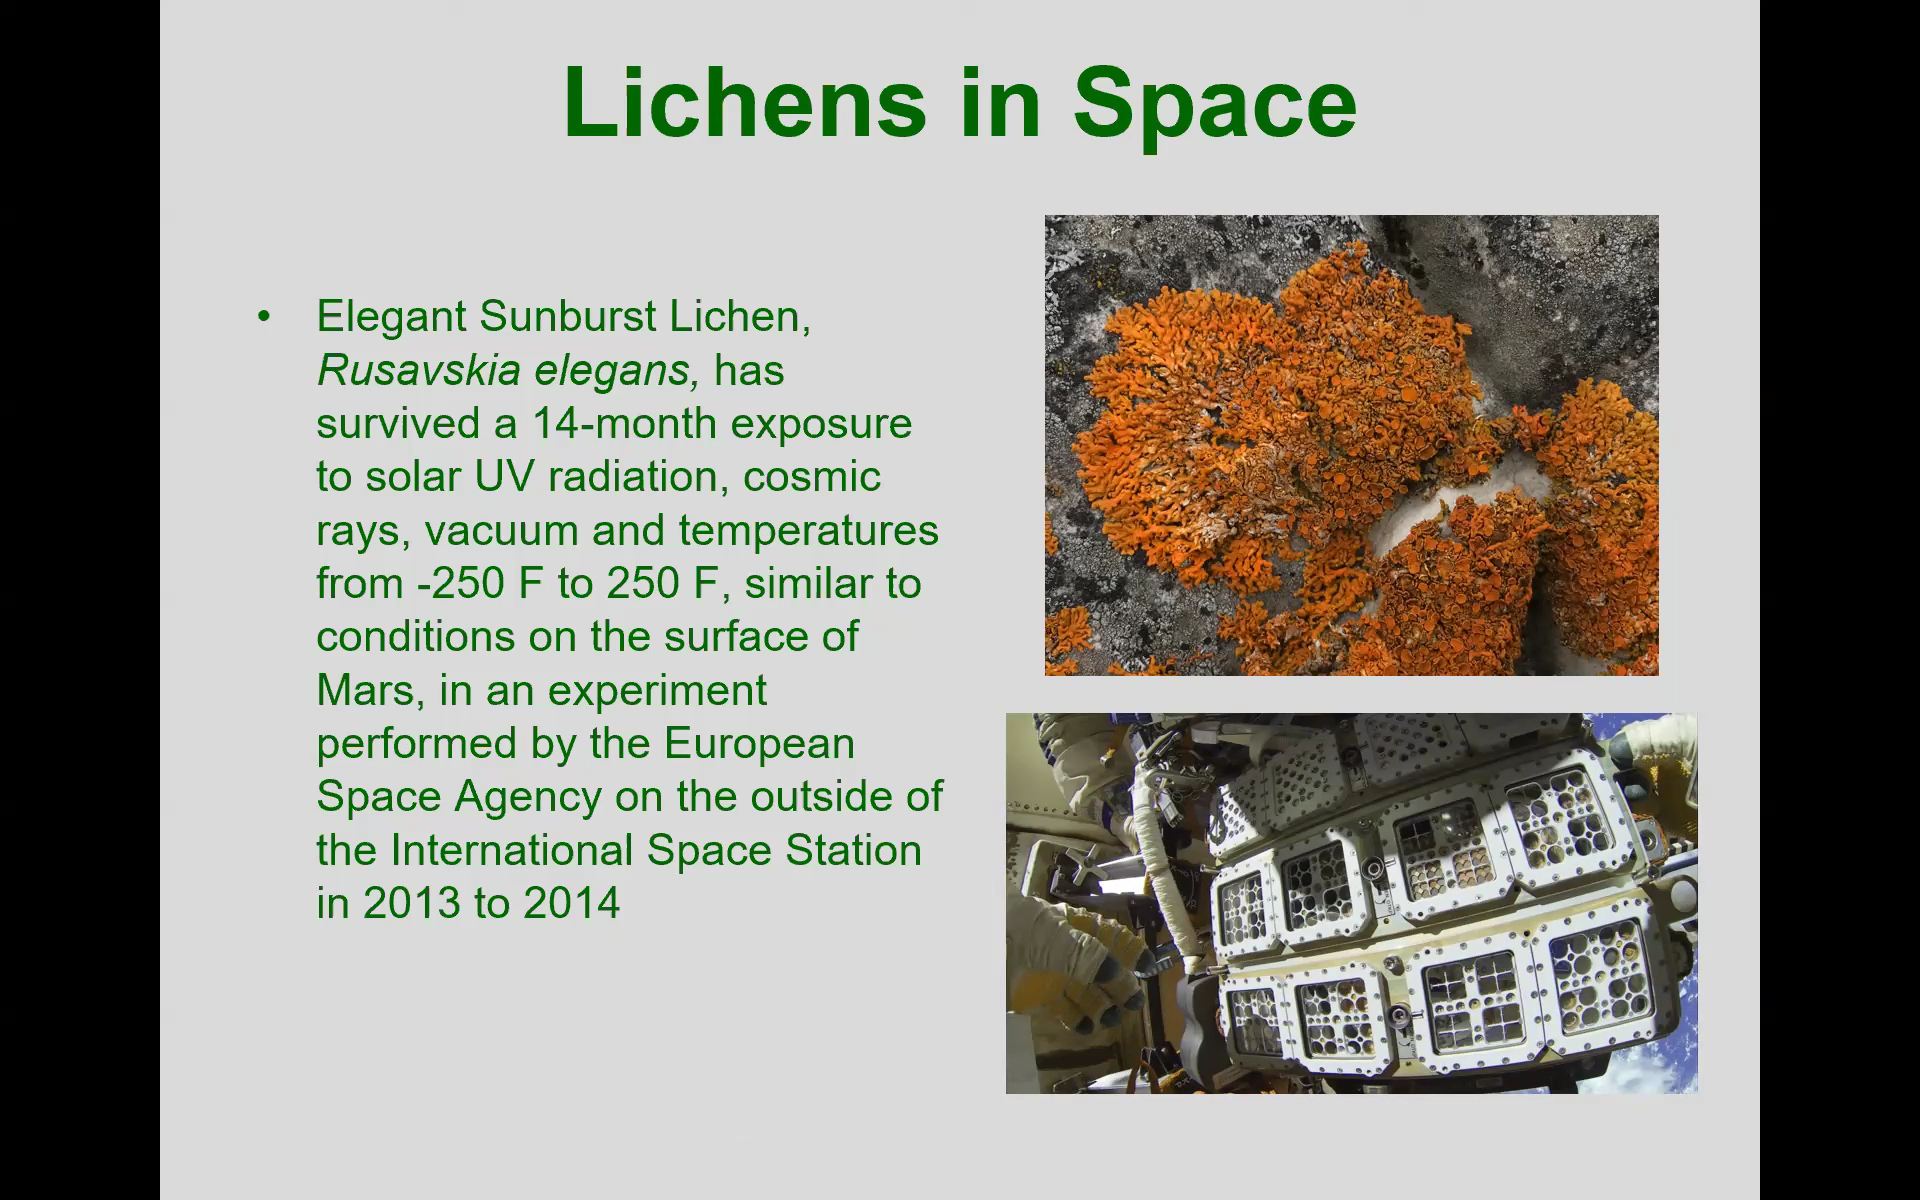 Lichens in Space
• Elegant Sunburst Lichen,
Rusavskia elegans, has
survived a 14-month exposure
to solar UV radiation, cosmic
rays, vacuum and temperatures
from -250 F to 250 F, similar to
conditions on the surface of
Mars, in an experiment
performed by the European
Space Agency on the outside of
the International Space Station
in 2013 to 2014